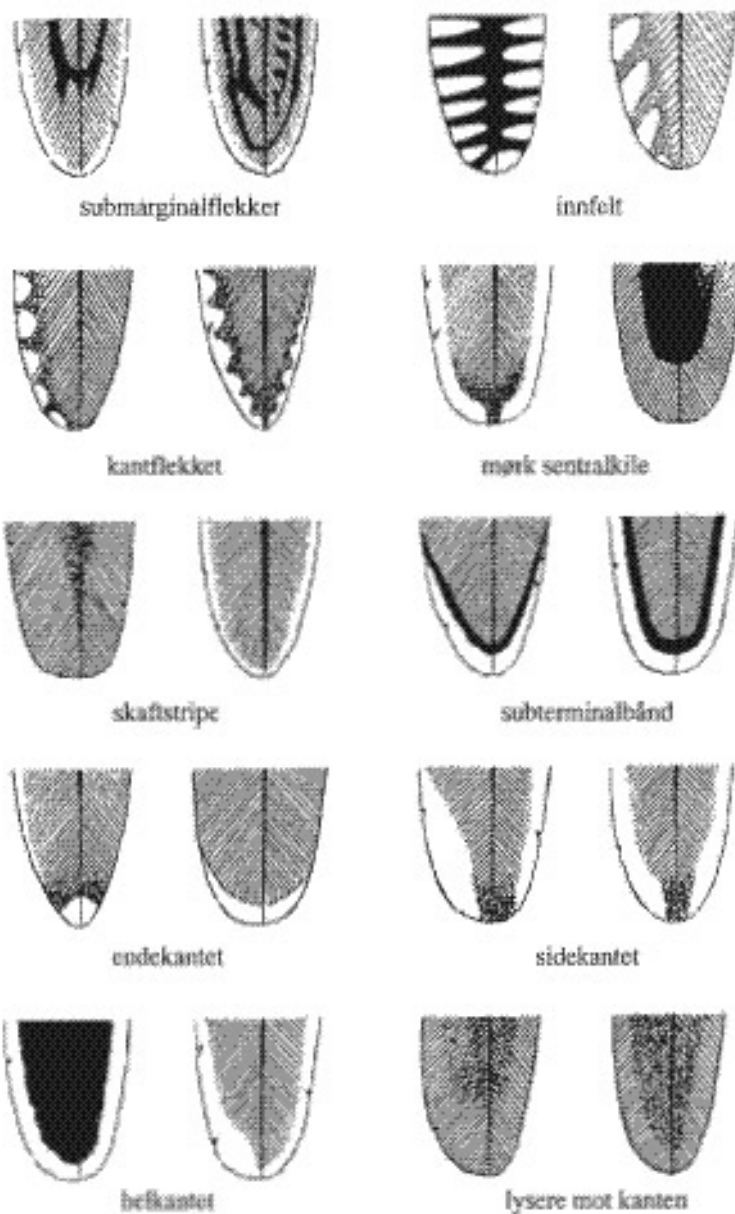 submarginalflekker
innfelt
kantflekket
mørk sentralkile
skaftstripe
subterminalbånd
endekantet
sidekantet
helkantet
lysere mot kanten